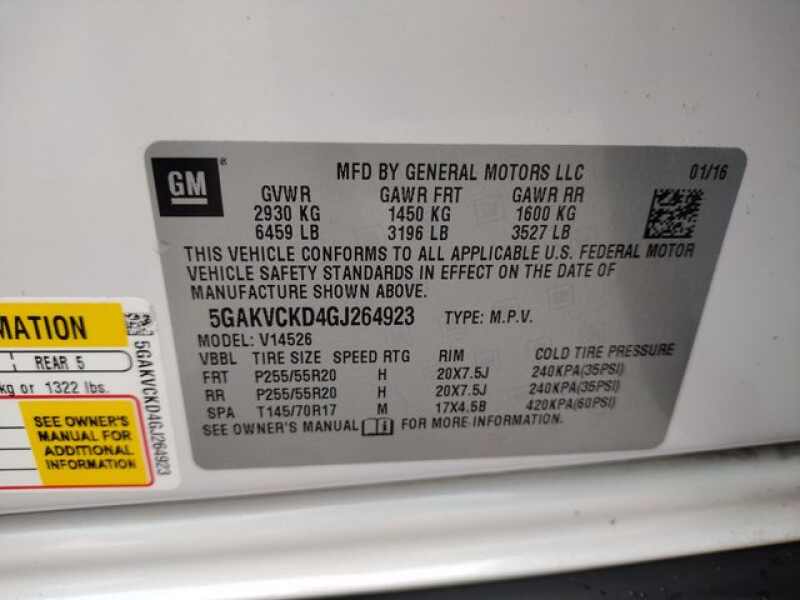 GM
®
MFD BY GENERAL MOTORS LLC 01/16
GVWR GAWR FRT GAWR RR
2930 KG 1450 KG 1600 KG
6459 LB 3196 LB 3527 LB
THIS VEHICLE CONFORMS TO ALL APPLICABLE U.S. FEDERAL MOTOR
VEHICLE SAFETY STANDARDS IN EFFECT ON THE DATE OF
MANUFACTURE SHOWN ABOVE.
5GAKVCKD4GJ264923 TYPE: M.P.V.
MODEL: V14526
VBBL TIRE SIZE SPEED RTG RIM COLD TIRE PRESSURE
FRT P255/55R20 H 20X7.5J 240KPA(35PSI)
RR P255/55R20 H 20X7.5J 240KPA(35PSI)
SPA T145/70R17 M 17X4.5B 420KPA(60PSI)
SEE OWNER'S MANUAL FOR MORE INFORMATION.
MATION
REAR 5
kg or 1322 lbs.
SEE OWNER'S
MANUAL FOR
ADDITIONAL
INFORMATION
5GAKVCKD4GJ264923